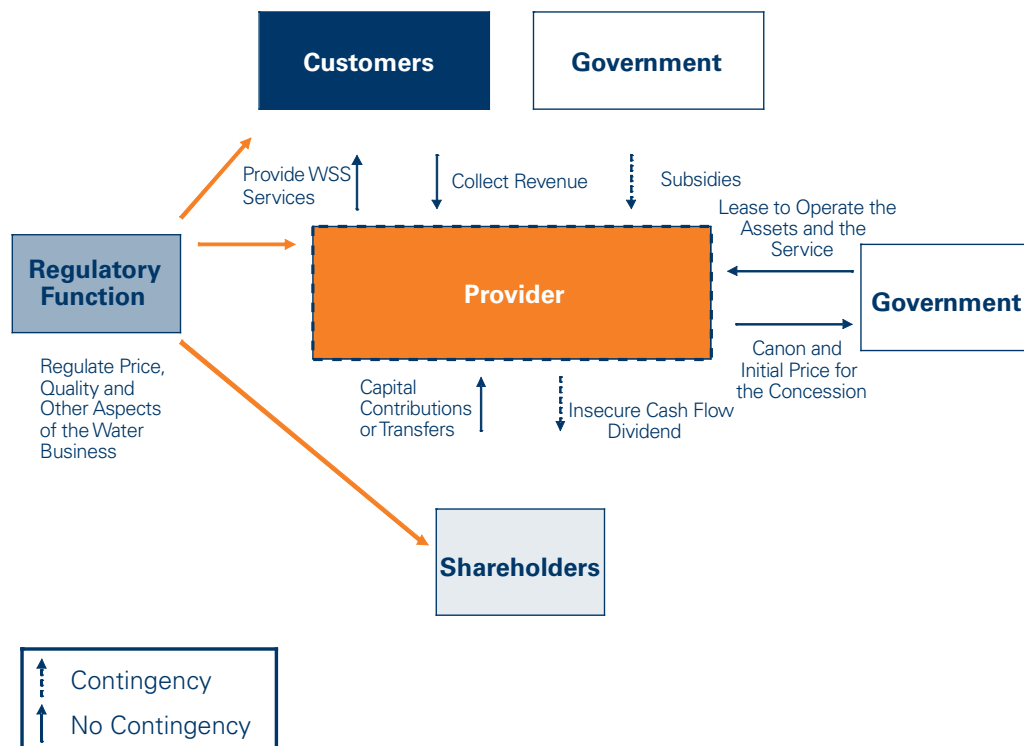 Customers
Government
Provide WSS
Services
Collect Revenue
Subsidies
Lease to Operate the
Assets and the
Service
Regulatory
Function
Provider
Government
Regulate Price,
Quality and
Other Aspects
of the Water
Business
Capital
Contributions
or Transfers
Insecure Cash Flow
Dividend
Canon and
Initial Price for
the Concession
Shareholders
Contingency
No Contingency